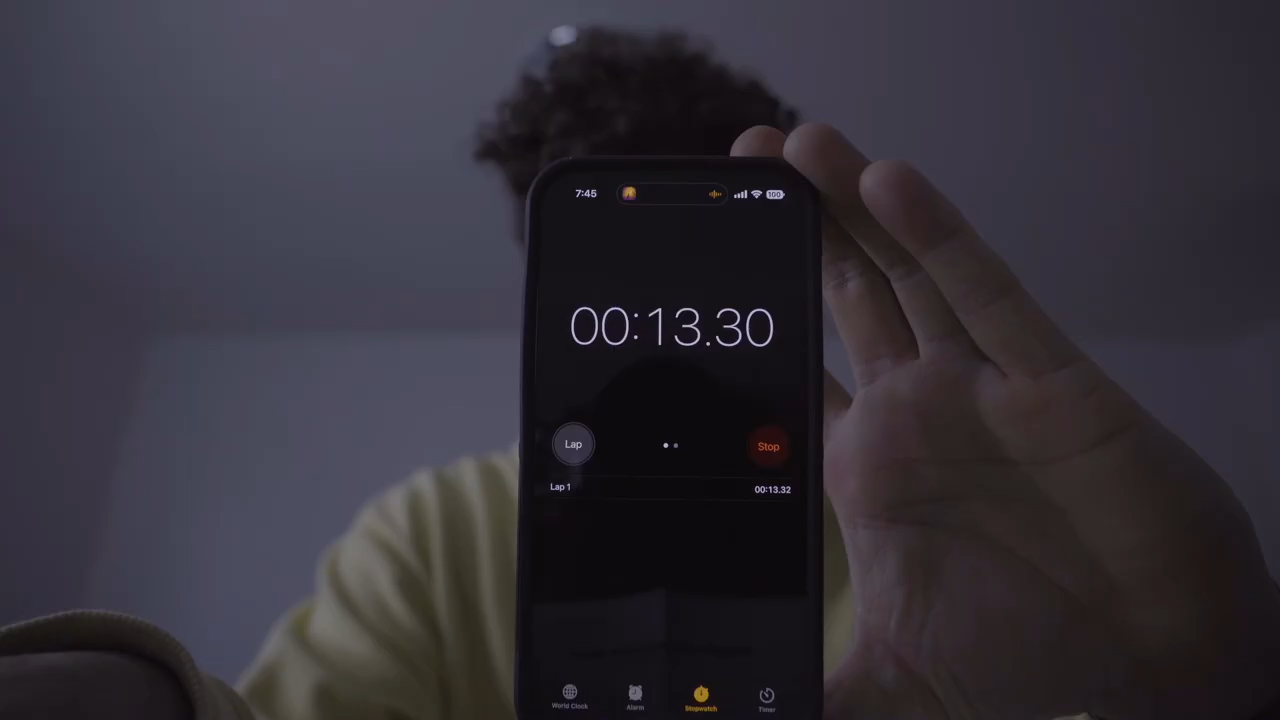 7:45 100
00:13.30
Lap Stop
Lap 1 00:13.32
World Clock Alarm Stopwatch Timer